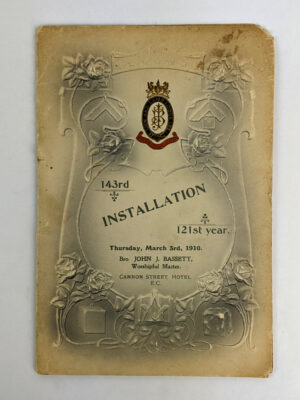 143rd
INSTALLATION
121st year.
Thursday, March 3rd, 1910.
Bro. JOHN J. BASSETT,
Worshipful Master.
CANNON STREET HOTEL
E.C.